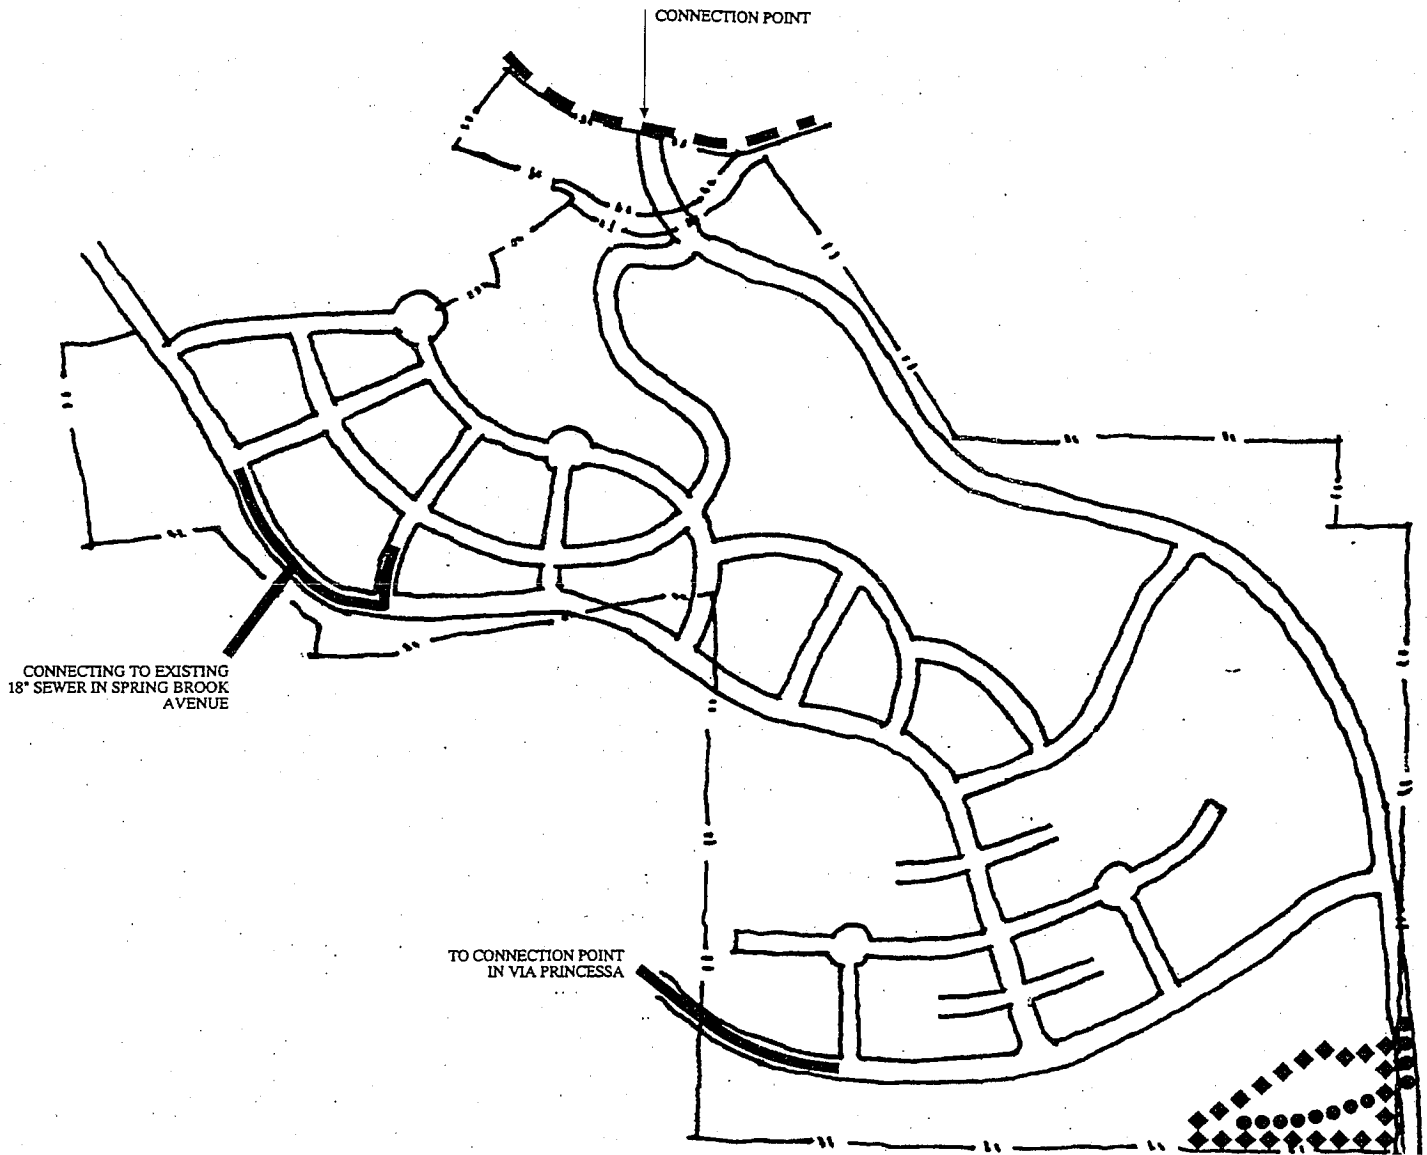 CONNECTION POINT
CONNECTING TO EXISTING
18" SEWER IN SPRING BROOK
AVENUE
TO CONNECTION POINT
IN VIA PRINCESSA